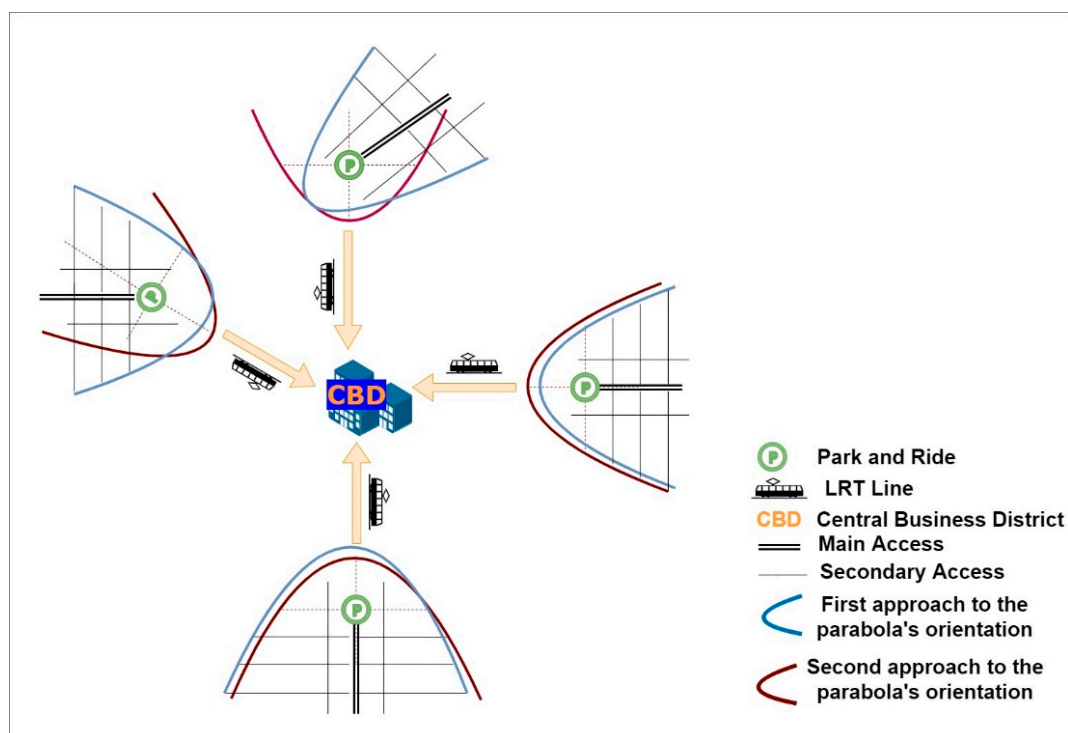 P
P
CBD
P
P
P
Park and Ride
LRT Line
CBD
Central Business District
Main Access
Secondary Access
First approach to the
parabola's orientation
Second approach to the
parabola's orientation